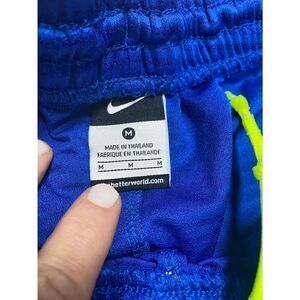 M
MADE IN THAILAND
FABRIQUE EN THAILANDE
M M M
betterworld.com